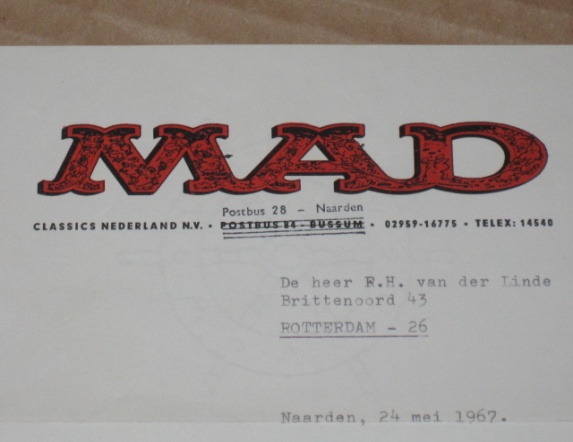 MAD
Postbus 28 - Naarden
CLASSICS NEDERLAND N.V. • POSTBUS 84 - BUSSUM • 02959-16775 • TELEX: 14540
De heer R.H. van der Linde
Brittenoord 43
ROTTERDAM - 26
Naarden, 24 mei 1967.